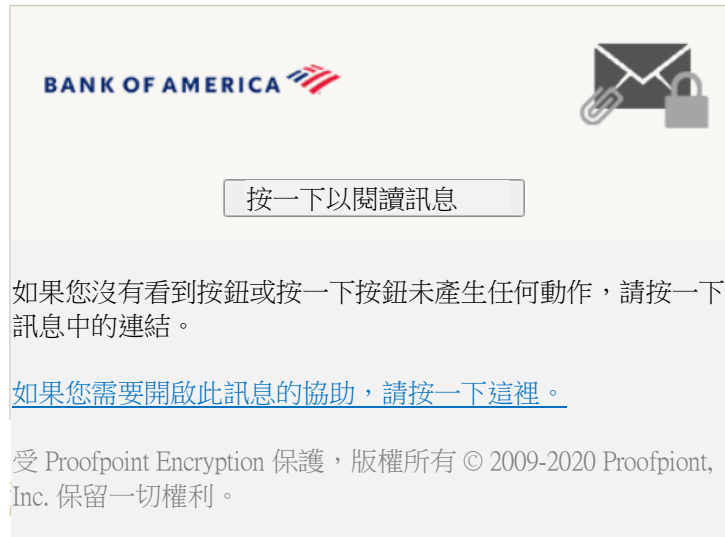 BANK OF AMERICA
按一下以閱讀訊息
如果您沒有看到按鈕或按一下按鈕未產生任何動作，請按一下
訊息中的連結。
如果您需要開啟此訊息的協助，請按一下這裡。
受 Proofpoint Encryption 保護，版權所有 © 2009-2020 Proofpiont,
Inc. 保留一切權利。